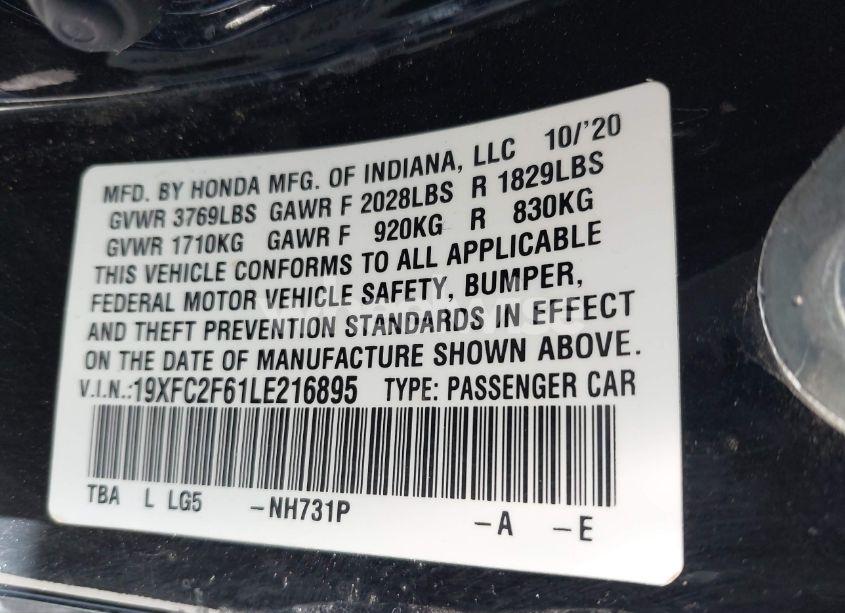 MFD. BY HONDA MFG. OF INDIANA, LLC 10/'20
GVWR 3769LBS GAWR F 2028LBS R 1829LBS
GVWR 1710KG GAWR F 920KG R 830KG
THIS VEHICLE CONFORMS TO ALL APPLICABLE
FEDERAL MOTOR VEHICLE SAFETY, BUMPER,
AND THEFT PREVENTION STANDARDS IN EFFECT
ON THE DATE OF MANUFACTURE SHOWN ABOVE.
V.I.N.:19XFC2F61LE216895 TYPE: PASSENGER CAR
TBA L LG5 -NH731P -A -E